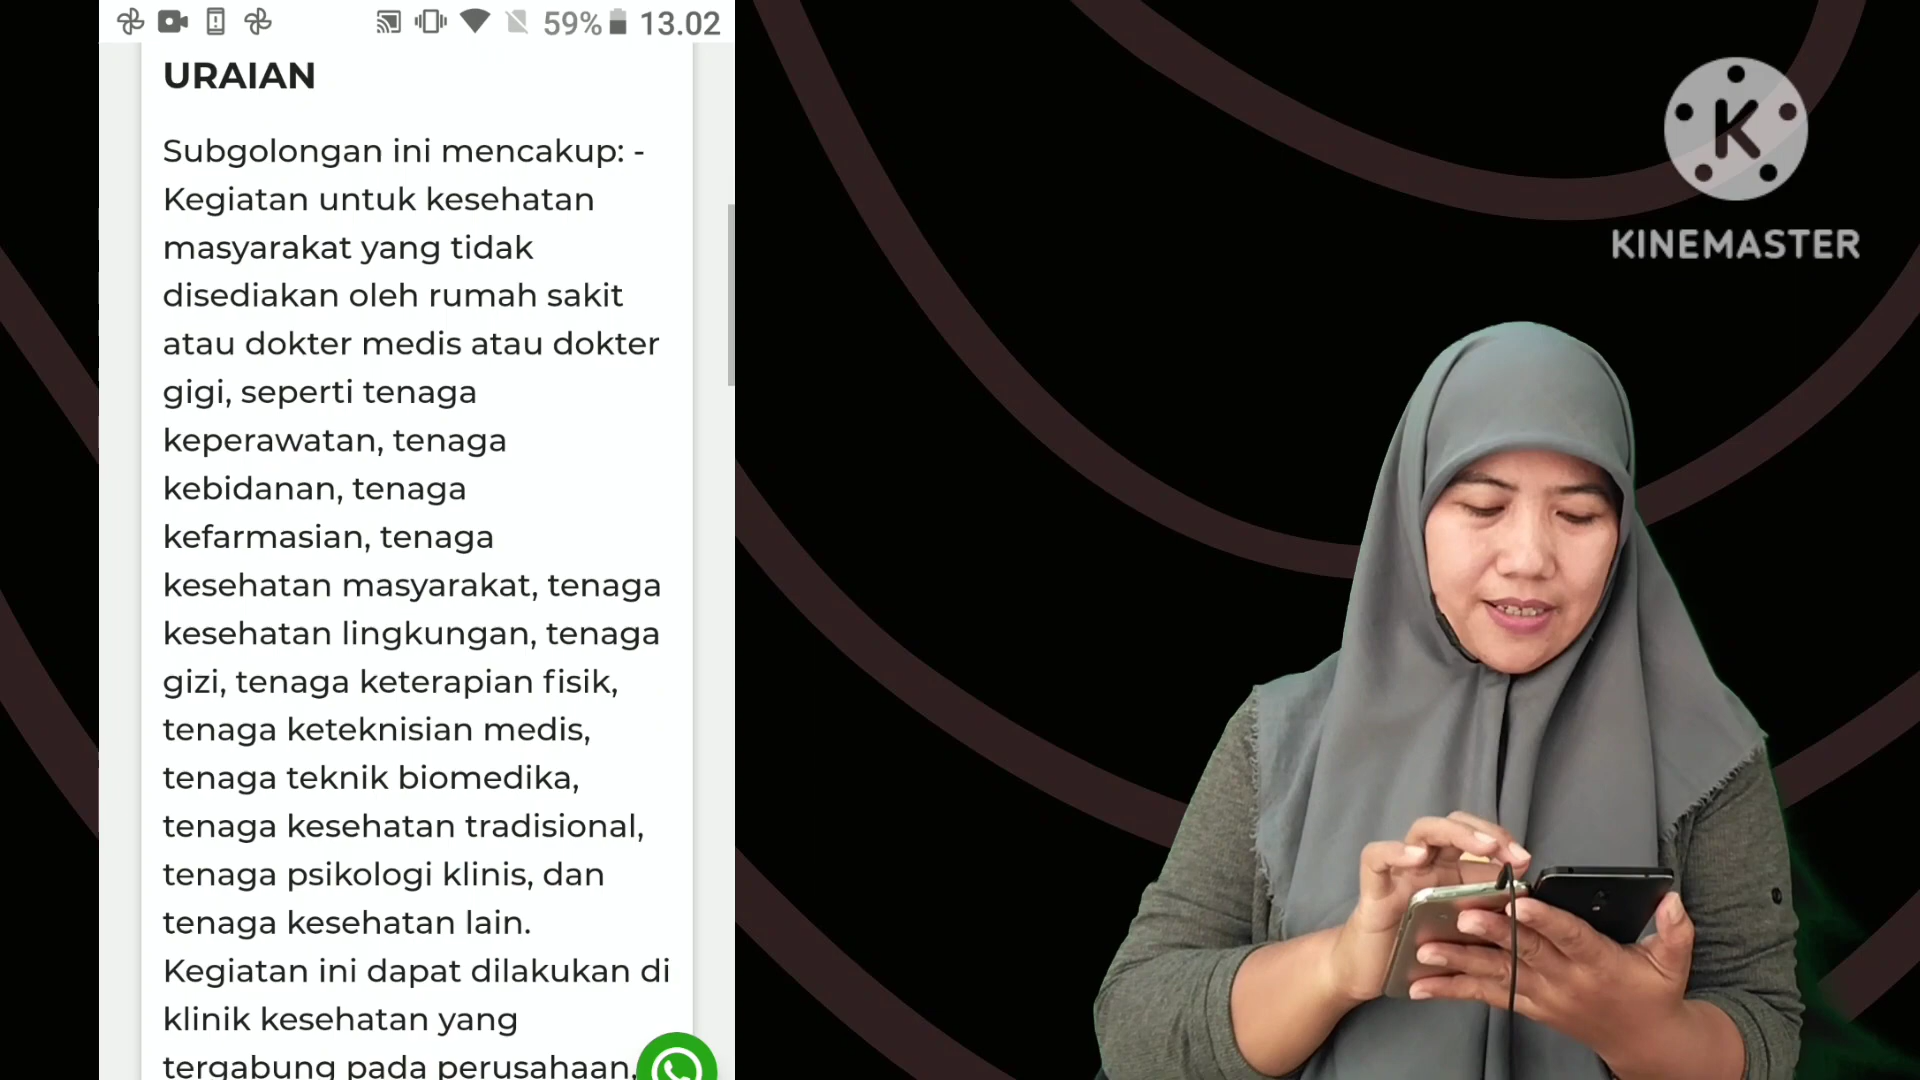 59% 13.02
URAIAN
Subgolongan ini mencakup: -
Kegiatan untuk kesehatan
masyarakat yang tidak
disediakan oleh rumah sakit
atau dokter medis atau dokter
gigi, seperti tenaga
keperawatan, tenaga
kebidanan, tenaga
kefarmasian, tenaga
kesehatan masyarakat, tenaga
kesehatan lingkungan, tenaga
gizi, tenaga keterapian fisik,
tenaga keteknisian medis,
tenaga teknik biomedika,
tenaga kesehatan tradisional,
tenaga psikologi klinis, dan
tenaga kesehatan lain.
Kegiatan ini dapat dilakukan di
klinik kesehatan yang
tergabung pada perusahaan,
K
KINEMASTER